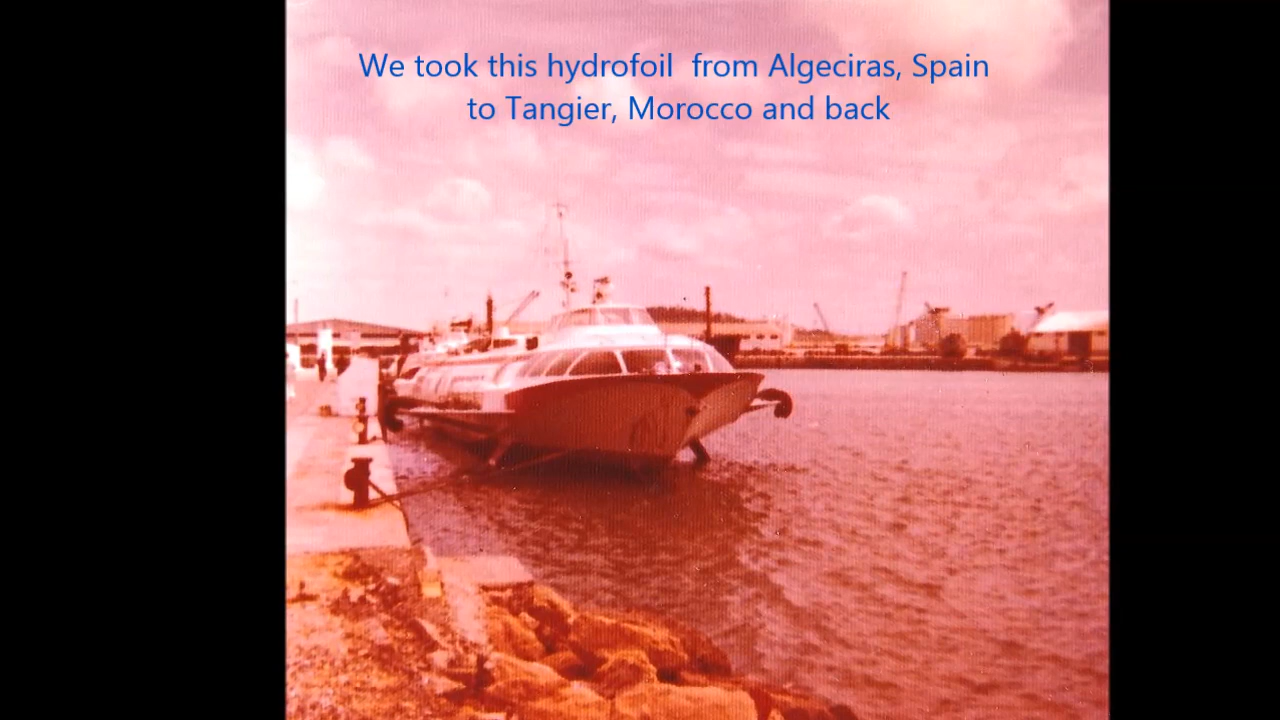 We took this hydrofoil  from Algeciras, Spain
to Tangier, Morocco and back